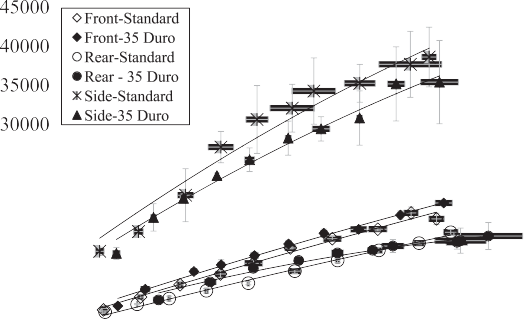 45000
40000
35000
30000
Front-Standard
Front-35 Duro
Rear-Standard
Rear - 35 Duro
Side-Standard
Side-35 Duro